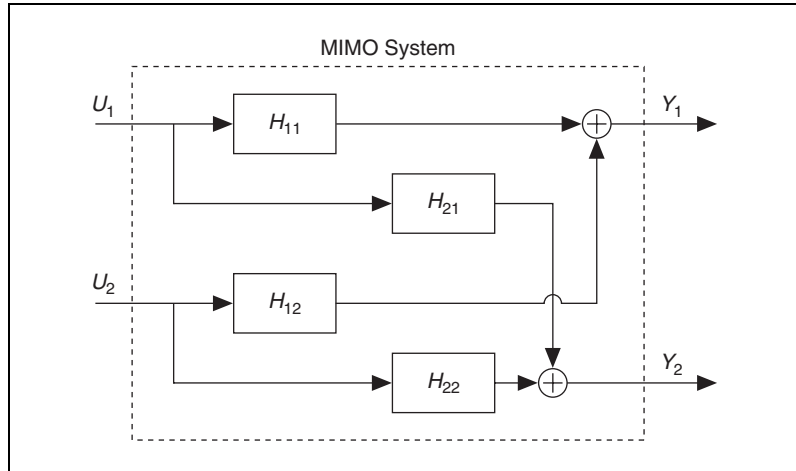 MIMO System
U₁
H₁₁
Y₁
H₂₁
U₂
H₁₂
H₂₂
Y₂